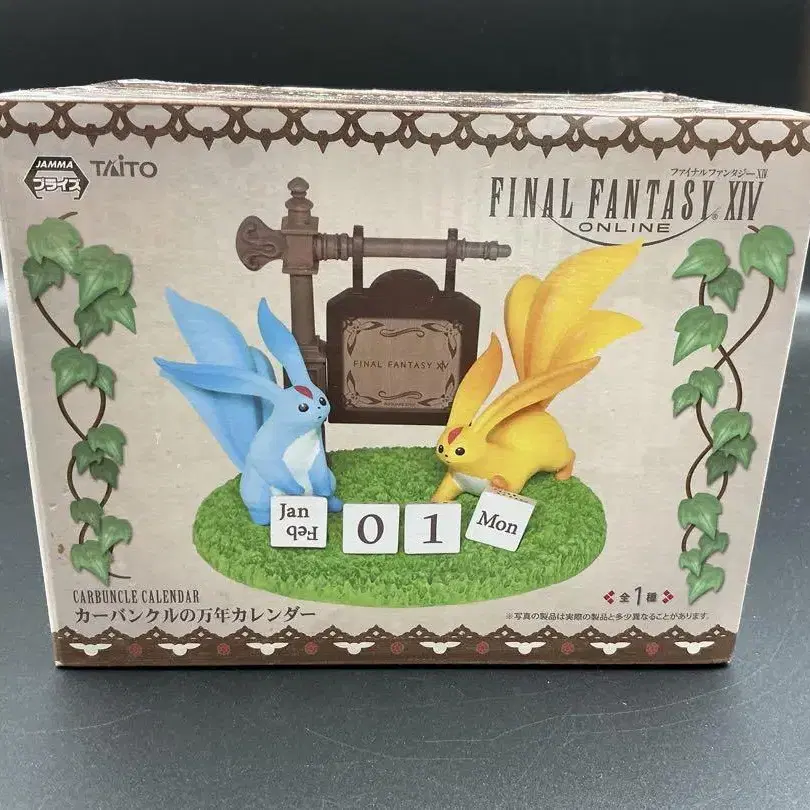 JAMMA
プライズ
TAITO
ファイナルファンタジーXIV
FINAL FANTASY® XIV
ONLINE
FINAL FANTASY XIV
Jan
Feb
0
1
Mon
CARBUNCLE CALENDAR
カーバンクルの万年カレンダー
全1種
※写真の製品は実際の製品と多少異なることがあります。